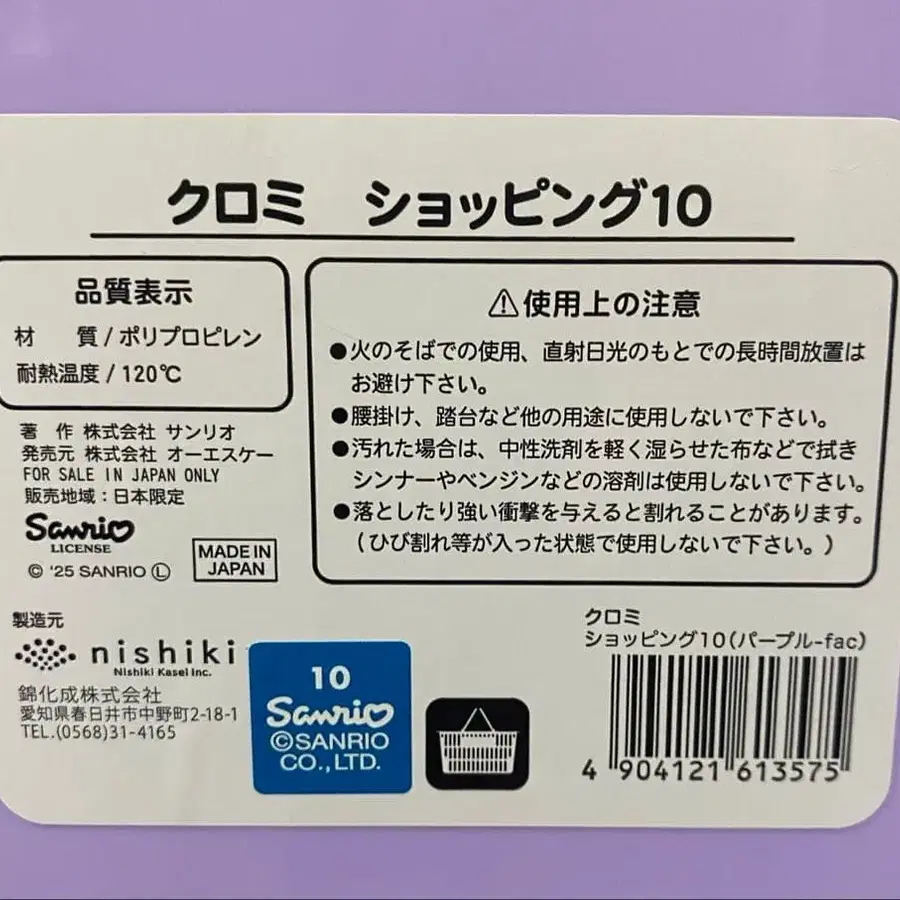 クロミ ショッピング10
品質表示
材 質/ポリプロピレン
耐熱温度/120℃
⚠使用上の注意
●火のそばでの使用、直射日光のもとでの長時間放置は
お避け下さい。
●腰掛け、踏台など他の用途に使用しないで下さい。
●汚れた場合は、中性洗剤を軽く湿らせた布などで拭き
シンナーやベンジンなどの溶剤は使用しないで下さい。
●落としたり強い衝撃を与えると割れることがあります。
(ひび割れ等が入った状態で使用しないで下さい。)
著 作 株式会社 サンリオ
発売元 株式会社 オーエスケー
FOR SALE IN JAPAN ONLY
販売地域:日本限定
Sanrio
LICENSE
© '25 SANRIO Ⓛ
MADE IN
JAPAN
製造元
nishiki
Nishiki Kasei Inc.
錦化成株式会社
愛知県春日井市中野町2-18-1
TEL.(0568)31-4165
10
Sanrio
©SANRIO
CO.,LTD.
クロミ
ショッピング10(パープル-fac)
4 904121 613575